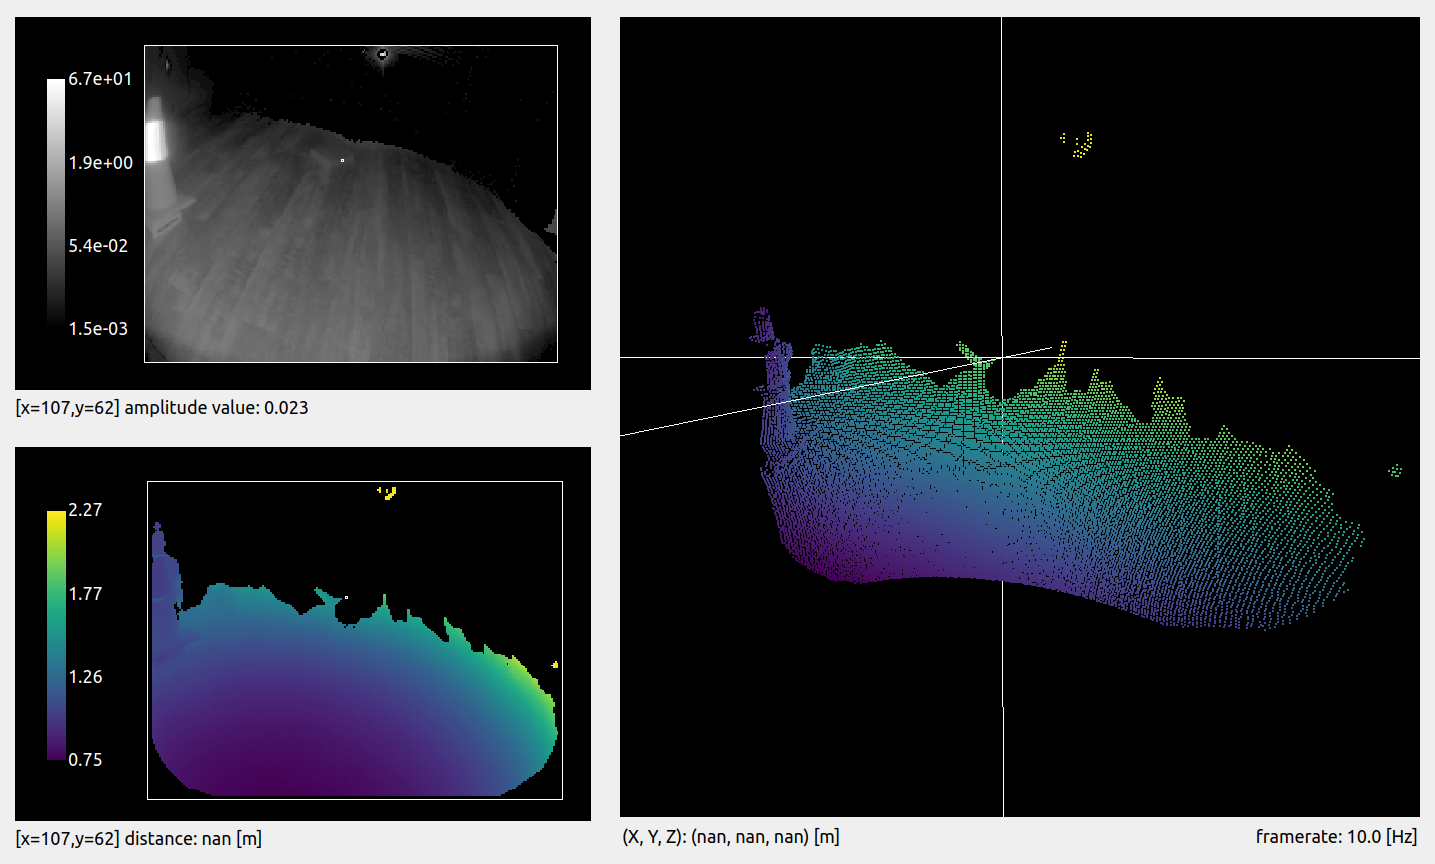 6.7e+01
1.9e+00
5.4e-02
1.5e-03
[x=107,y=62] amplitude value: 0.023
2.27
1.77
1.26
0.75
[x=107,y=62] distance: nan [m]
(X, Y, Z): (nan, nan, nan) [m]
framerate: 10.0 [Hz]